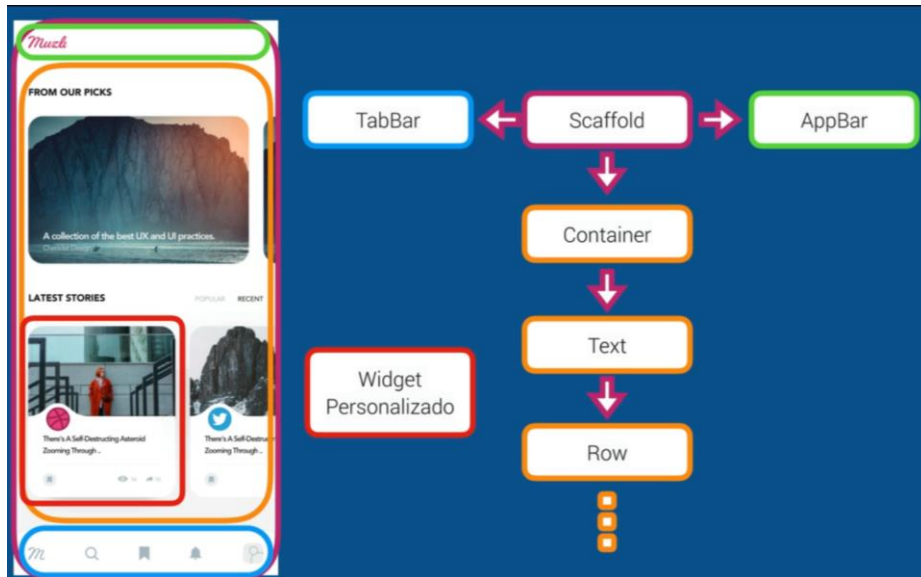 Muzli
FROM OUR PICKS
A collection of the best UX and UI practices.
LATEST STORIES
POPULAR
RECENT
There's A Self-Destructing Asteroid
Zooming Through ..
There's A Self-Destru
Zooming Through ..
m
TabBar
Scaffold
AppBar
Container
Text
Widget
Personalizado
Row